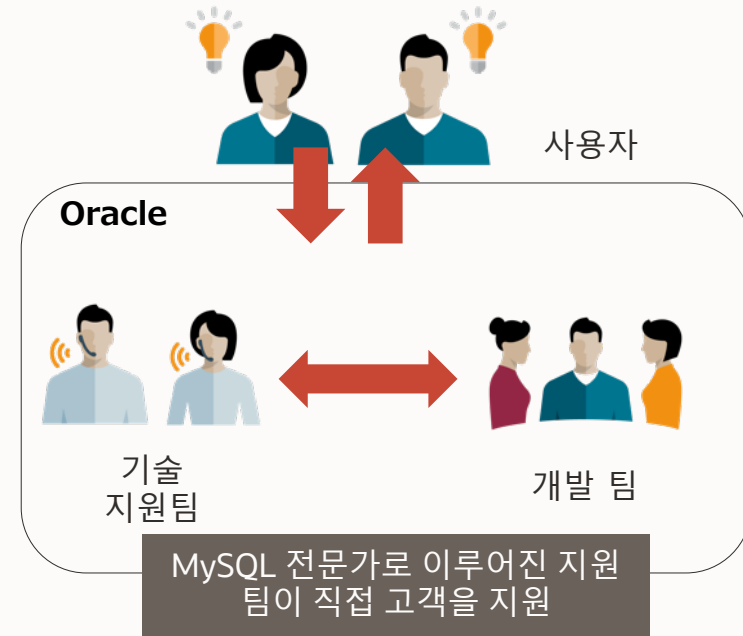 사용자
Oracle
기술
지원팀
개발 팀
MySQL 전문가로 이루어진 지원
팀이 직접 고객을 지원